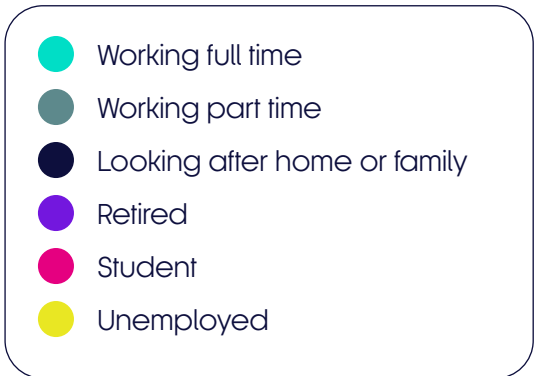 Working full time
Working part time
Looking after home or family
Retired
Student
Unemployed